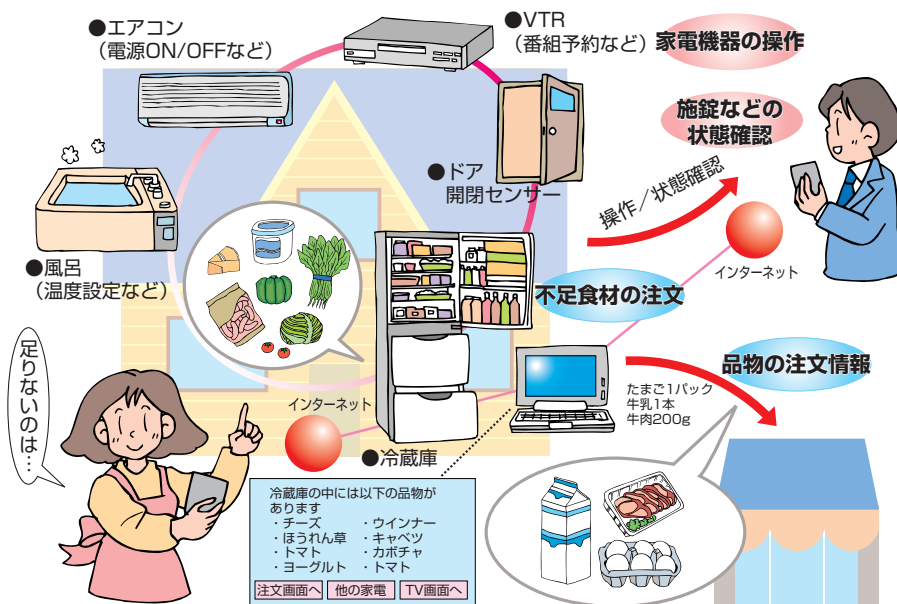 ●エアコン
(電源ON/OFFなど)
●VTR
(番組予約など)
家電機器の操作
施錠などの
状態確認
●ドア
開閉センサー
操作/状態確認
インターネット
●風呂
(温度設定など)
不足食材の注文
品物の注文情報
たまご1パック
牛乳1本
牛肉200g
足りないのは…
インターネット
●冷蔵庫
冷蔵庫の中には以下の品物が
あります
・チーズ ・ウインナー
・ほうれん草 ・キャベツ
・トマト ・カボチャ
・ヨーグルト ・トマト
注文画面へ 他の家電 TV画面へ